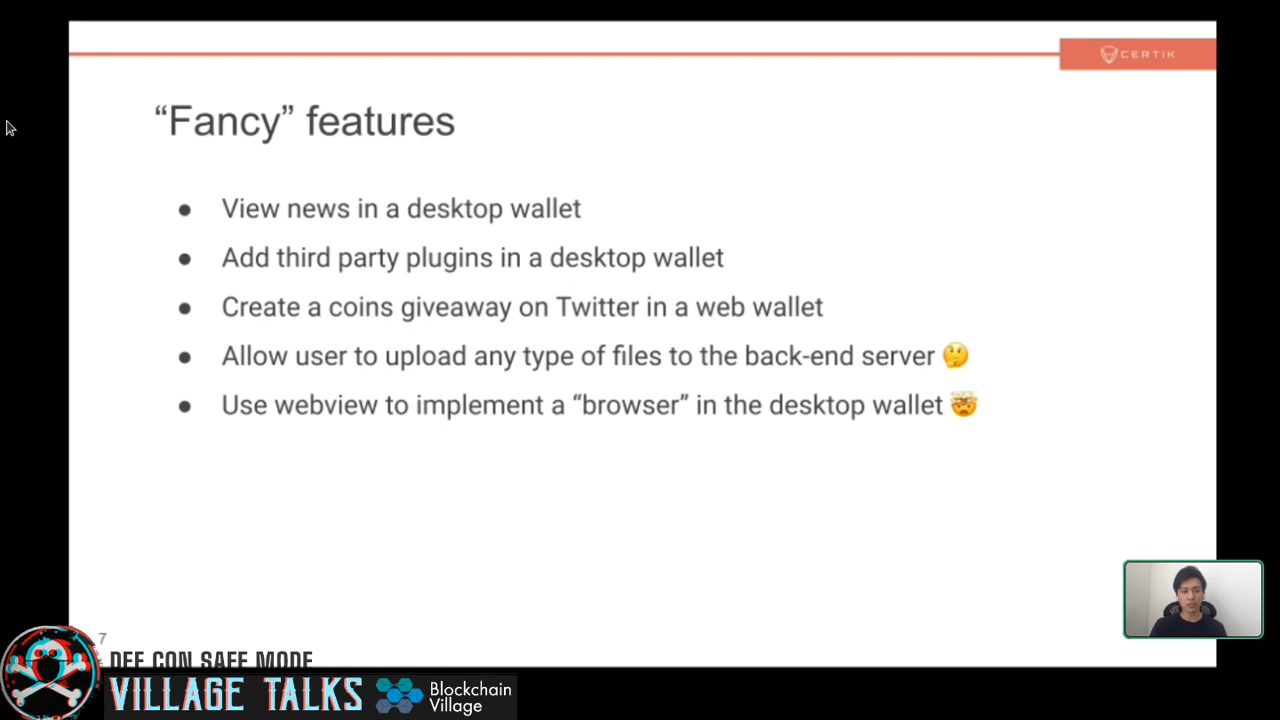 CERTIK
“Fancy” features
● View news in a desktop wallet
● Add third party plugins in a desktop wallet
● Create a coins giveaway on Twitter in a web wallet
● Allow user to upload any type of files to the back-end server 🤔
● Use webview to implement a “browser” in the desktop wallet 🤯
7
DEF CON SAFE MODE
VILLAGE TALKS
Blockchain
Village